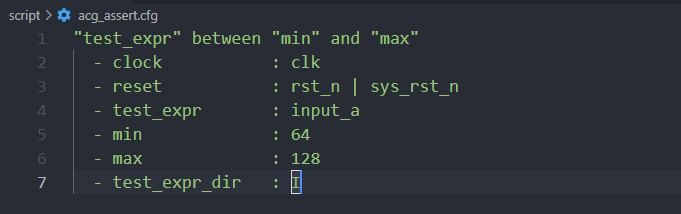 script > acg_assert.cfg
1 "test_expr" between "min" and "max"
2 - clock : clk
3 - reset : rst_n | sys_rst_n
4 - test_expr : input_a
5 - min : 64
6 - max : 128
7 - test_expr_dir : I